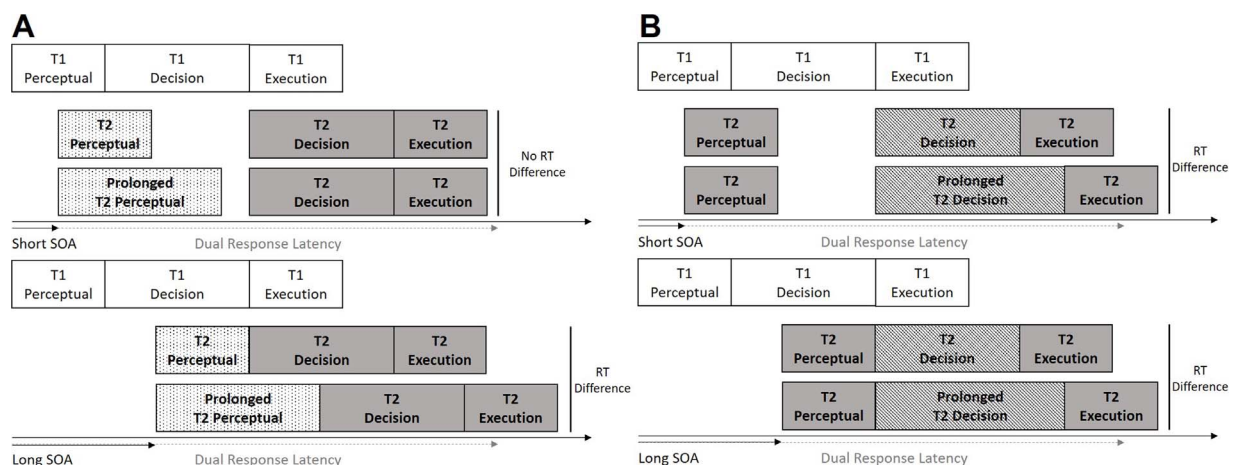 A
T1
Perceptual
T1
Decision
T1
Execution
T2
Perceptual
T2
Decision
T2
Execution
Prolonged
T2 Perceptual
T2
Decision
T2
Execution
No RT
Difference
Short SOA
Dual Response Latency
T1
Perceptual
T1
Decision
T1
Execution
T2
Perceptual
T2
Decision
T2
Execution
Prolonged
T2 Perceptual
T2
Decision
T2
Execution
RT
Difference
Long SOA
Dual Response Latency
B
T1
Perceptual
T1
Decision
T1
Execution
T2
Perceptual
T2
Decision
T2
Execution
T2
Perceptual
Prolonged
T2 Decision
T2
Execution
RT
Difference
Short SOA
Dual Response Latency
T1
Perceptual
T1
Decision
T1
Execution
T2
Perceptual
T2
Decision
T2
Execution
T2
Perceptual
Prolonged
T2 Decision
T2
Execution
RT
Difference
Long SOA
Dual Response Latency